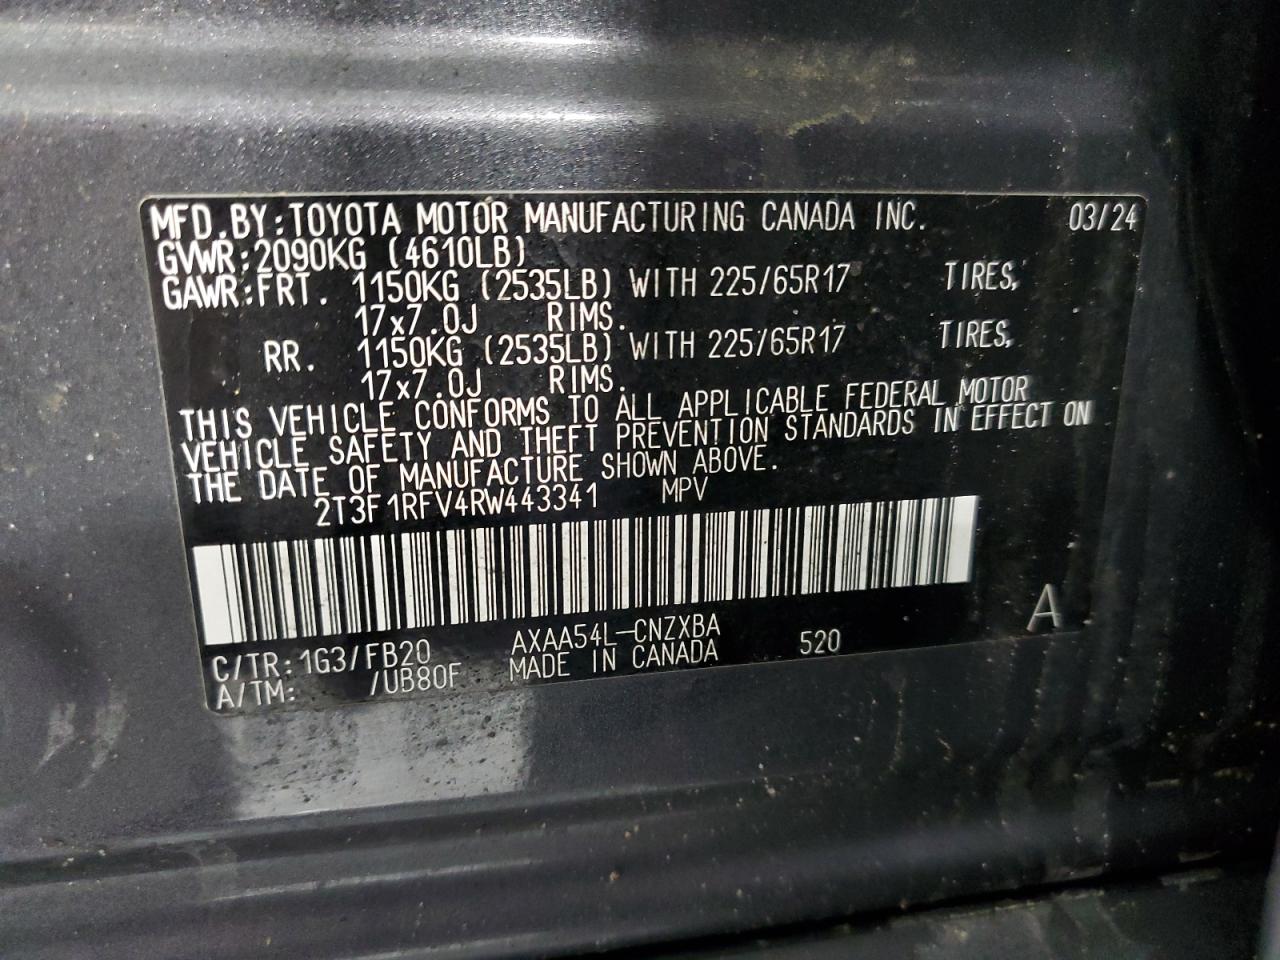 MFD.BY:TOYOTA MOTOR MANUFACTURING CANADA INC. 03/24
GVWR:2090KG (4610LB)
GAWR:FRT. 1150KG (2535LB) WITH 225/65R17 TIRES,
17x7.0J RIMS.
RR. 1150KG (2535LB) WITH 225/65R17 TIRES,
17x7.0J RIMS.
THIS VEHICLE CONFORMS TO ALL APPLICABLE FEDERAL MOTOR
VEHICLE SAFETY AND THEFT PREVENTION STANDARDS IN EFFECT ON
THE DATE OF MANUFACTURE SHOWN ABOVE.
2T3F1RFV4RW443341 MPV
A
C/TR:1G3/FB20 AXAA54L-CNZXBA 520
A/TM: /UB80F MADE IN CANADA